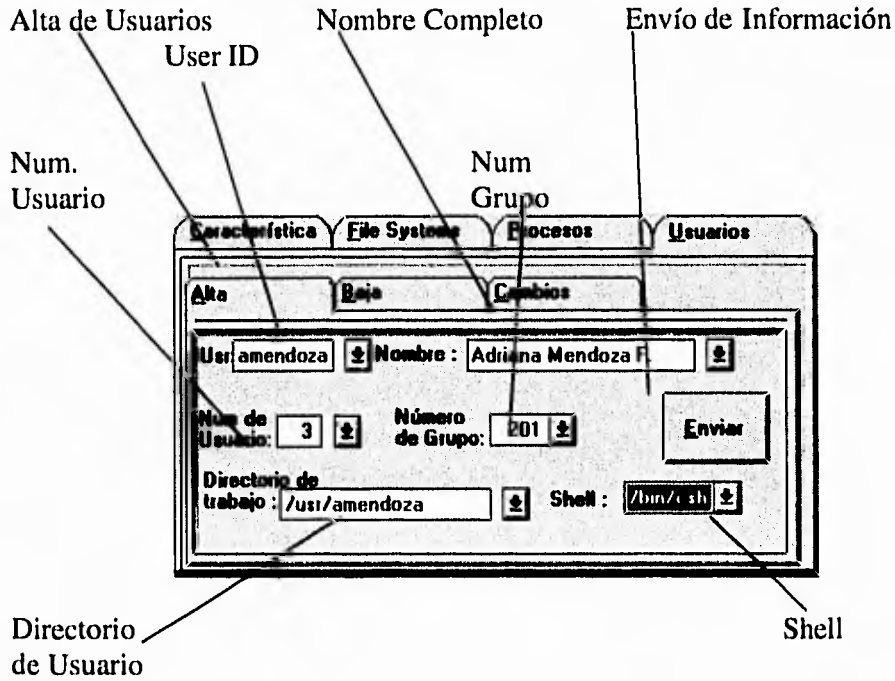 Alta de Usuarios
Nombre Completo
Envío de Información
User ID
Num.
Usuario
Num
Grupo
Característica
File Systems
Procesos
Usuarios
Alta
Baja
Cambios
Usr amendoza
Nombre : Adriana Mendoza F.
Num de
Usuario: 3
Número
de Grupo: 201
Enviar
Directorio de
trabajo : /usr/amendoza
Shell : /bin/csh
Directorio
de Usuario
Shell